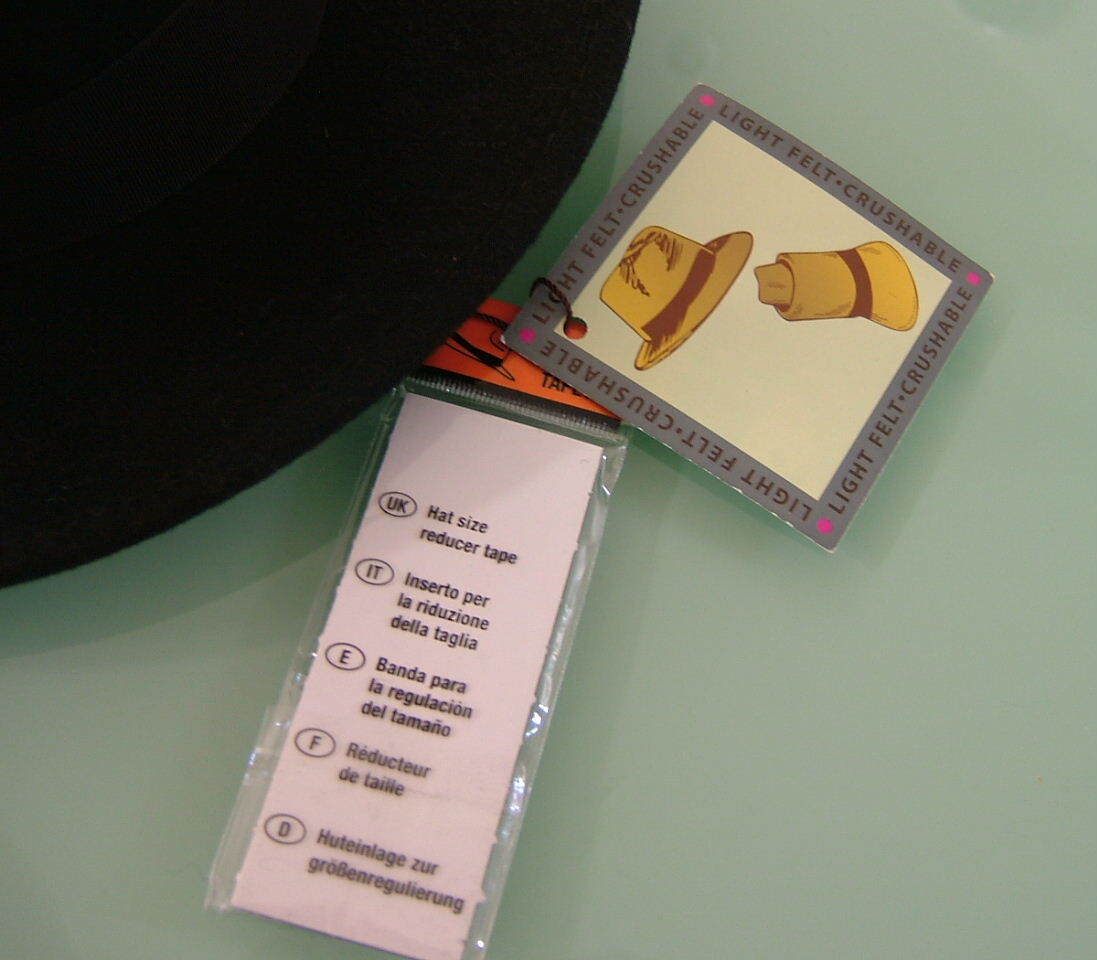 LIGHT FELT•CRUSHABLE
LIGHT FELT•CRUSHABLE
LIGHT FELT•CRUSHABLE
LIGHT FELT•CRUSHABLE
UK Hat size
reducer tape
IT Inserto per
la riduzione
della taglia
E Banda para
la regulación
del tamaño
F Réducteur
de taille
D Huteinlage zur
größenregulierung